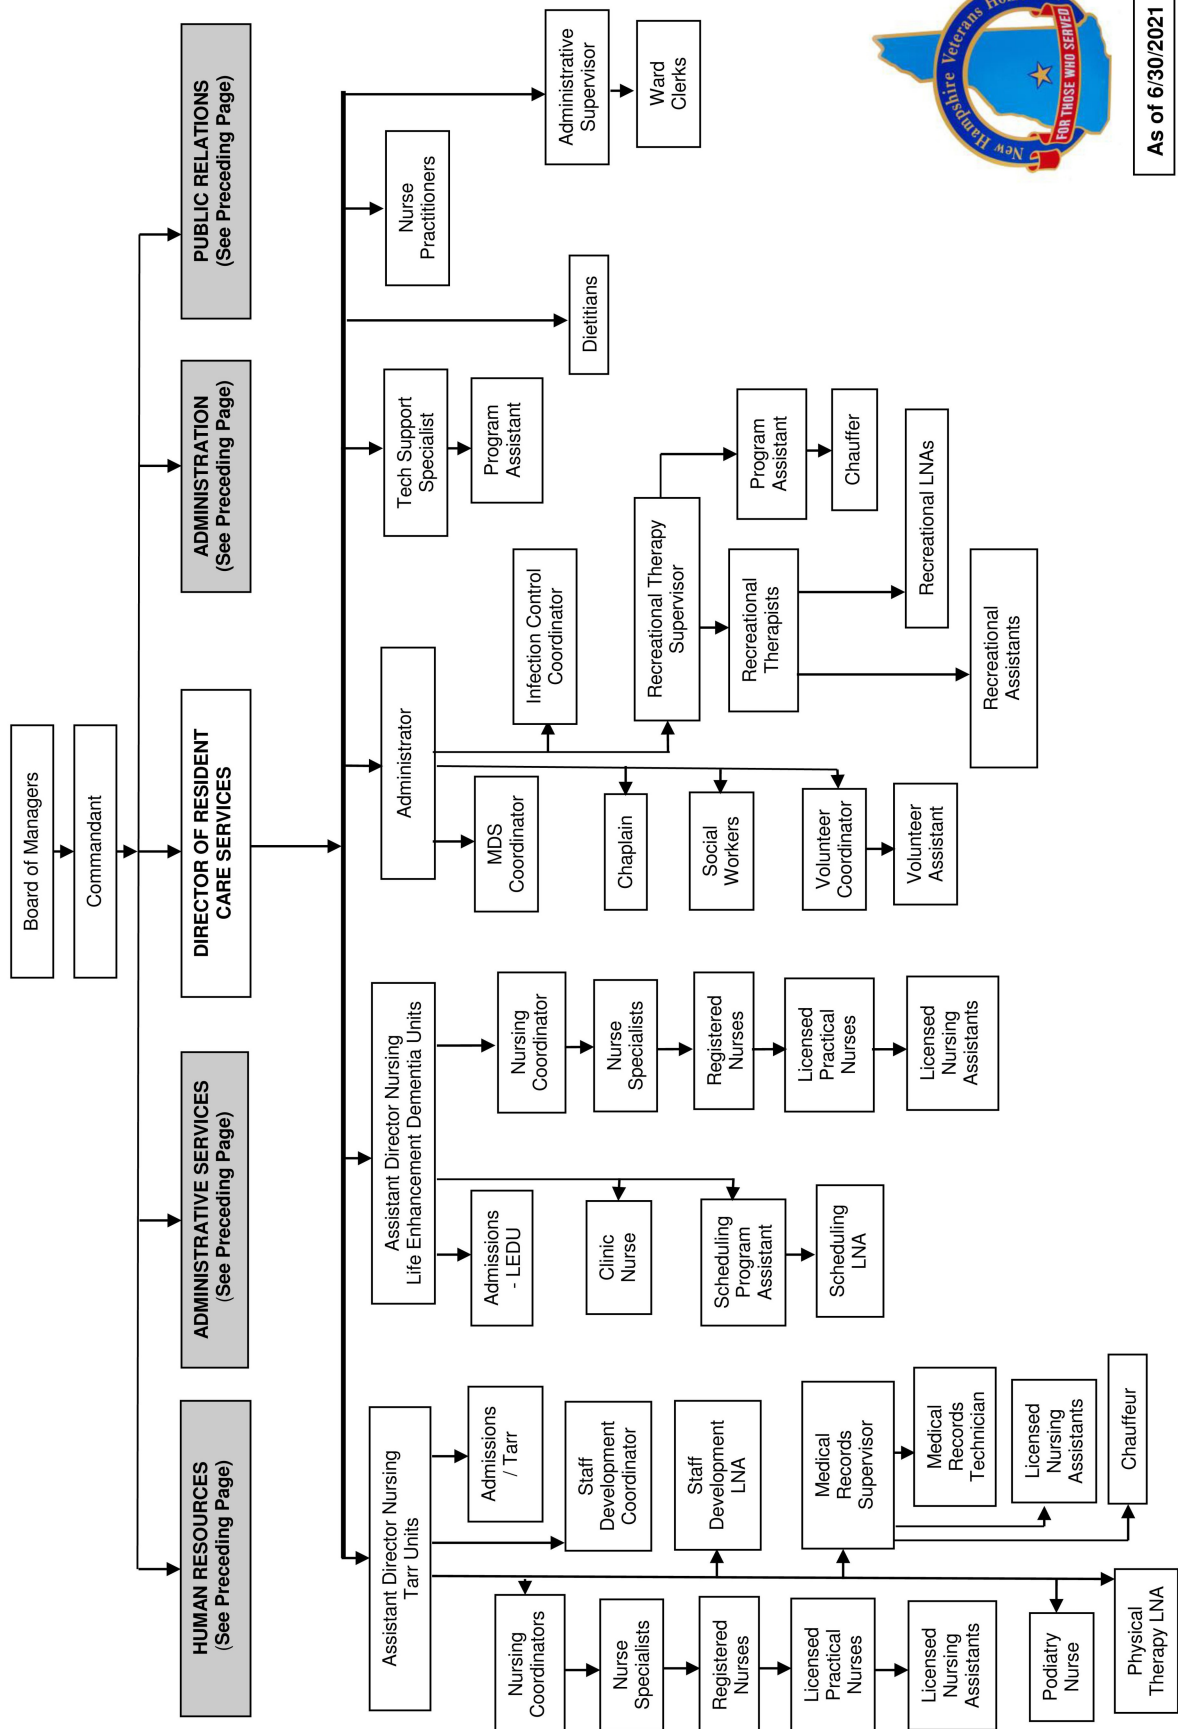 Board of Managers
Commandant
HUMAN RESOURCES
(See Preceding Page)
ADMINISTRATIVE SERVICES
(See Preceding Page)
DIRECTOR OF RESIDENT
CARE SERVICES
ADMINISTRATION
(See Preceding Page)
PUBLIC RELATIONS
(See Preceding Page)
Assistant Director Nursing
Tarr Units
Nursing
Coordinators
Nurse
Specialists
Registered
Nurses
Licensed
Practical
Nurses
Licensed
Nursing
Assistants
Podiatry
Nurse
Physical
Therapy LNA
Admissions
/ Tarr
Staff
Development
Coordinator
Staff
Development
LNA
Medical
Records
Supervisor
Medical
Records
Technician
Licensed
Nursing
Assistants
Chauffeur
Assistant Director Nursing
Life Enhancement Dementia Units
Admissions
- LEDU
Clinic
Nurse
Scheduling
Program
Assistant
Scheduling
LNA
Nursing
Coordinator
Nurse
Specialists
Registered
Nurses
Licensed
Practical
Nurses
Licensed
Nursing
Assistants
Administrator
MDS
Coordinator
Chaplain
Social
Workers
Volunteer
Coordinator
Volunteer
Assistant
Infection Control
Coordinator
Recreational Therapy
Supervisor
Recreational
Therapists
Recreational
Assistants
Recreational LNAs
Program
Assistant
Chauffer
Tech Support
Specialist
Program
Assistant
Dietitians
Nurse
Practitioners
Administrative
Supervisor
Ward
Clerks
New Hampshire Veterans
FOR THOSE WHO SERVED
As of 6/30/2021